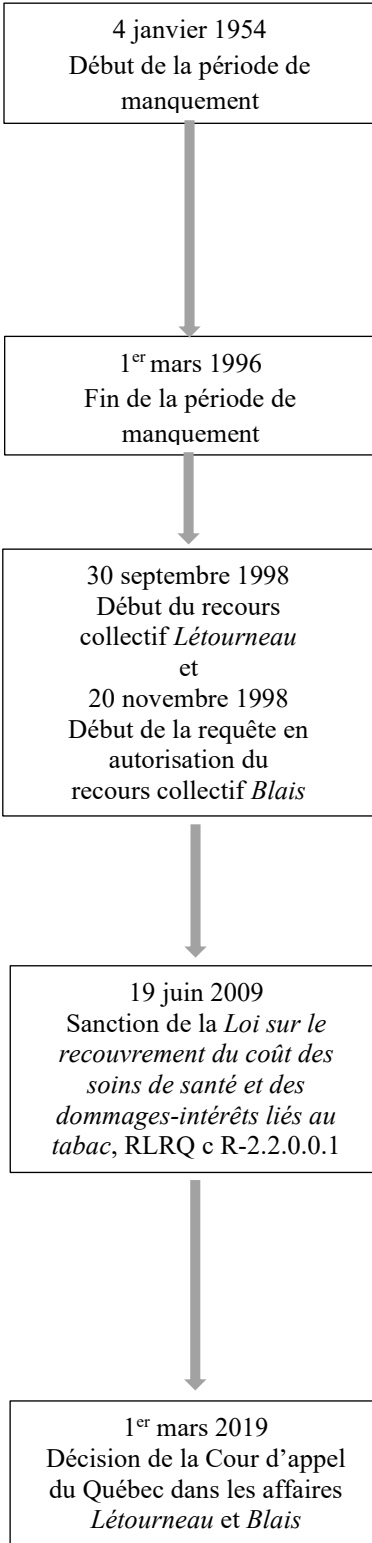 4 janvier 1954
Début de la période de
manquement
1er mars 1996
Fin de la période de
manquement
30 septembre 1998
Début du recours
collectif Létourneau
et
20 novembre 1998
Début de la requête en
autorisation du
recours collectif Blais
19 juin 2009
Sanction de la Loi sur le
recouvrement du coût des
soins de santé et des
dommages-intérêts liés au
tabac, RLRQ c R-2.2.0.0.1
1er mars 2019
Décision de la Cour d'appel
du Québec dans les affaires
Létourneau et Blais